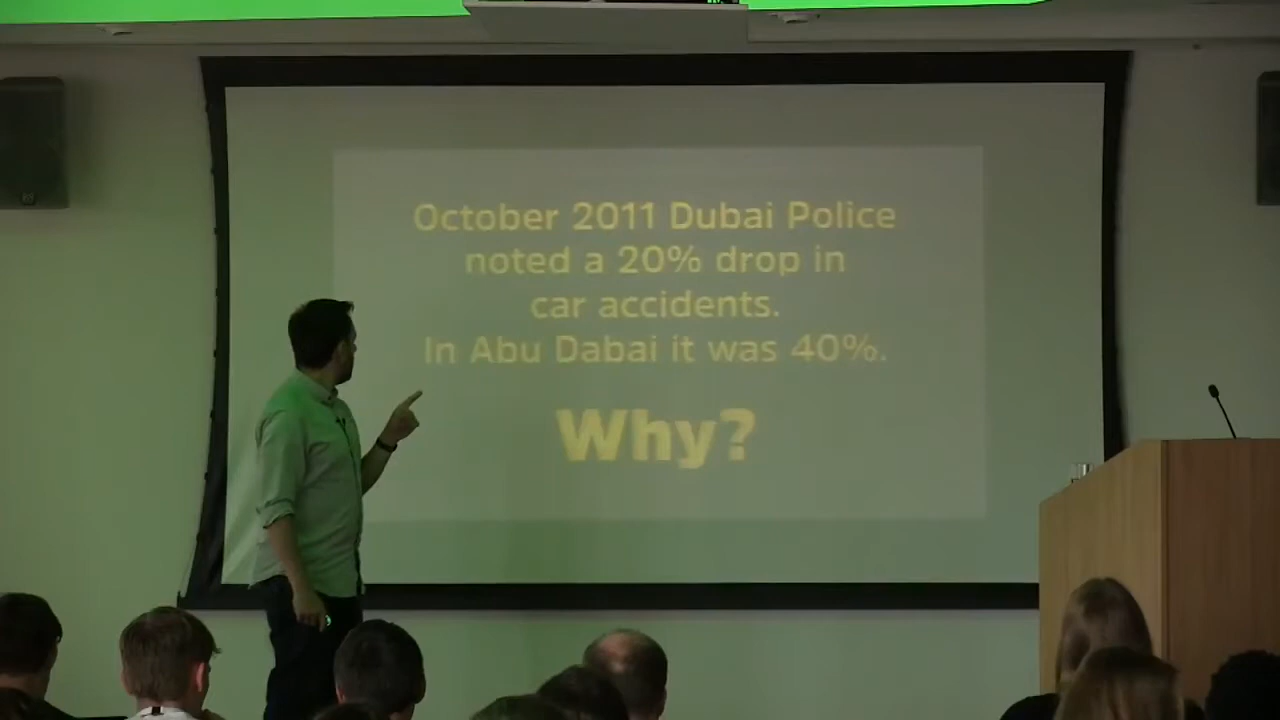 October 2011 Dubai Police
noted a 20% drop in
car accidents.
In Abu Dabai it was 40%.
Why?